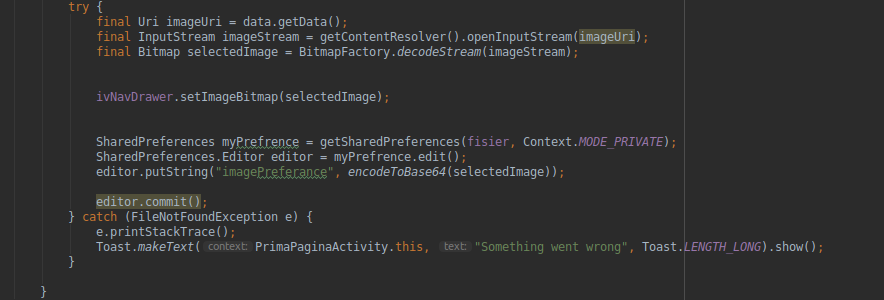 try {
final Uri imageUri = data.getData();
final InputStream imageStream = getContentResolver().openInputStream(imageUri);
final Bitmap selectedImage = BitmapFactory.decodeStream(imageStream);
ivNavDrawer.setImageBitmap(selectedImage);
SharedPreferences myPrefrence = getSharedPreferences(fisier, Context.MODE_PRIVATE);
SharedPreferences.Editor editor = myPrefrence.edit();
editor.putString("imagePreferance", encodeToBase64(selectedImage));
editor.commit();
} catch (FileNotFoundException e) {
e.printStackTrace();
Toast.makeText( context: PrimaPaginaActivity.this, text: "Something went wrong", Toast.LENGTH_LONG).show();
}
}